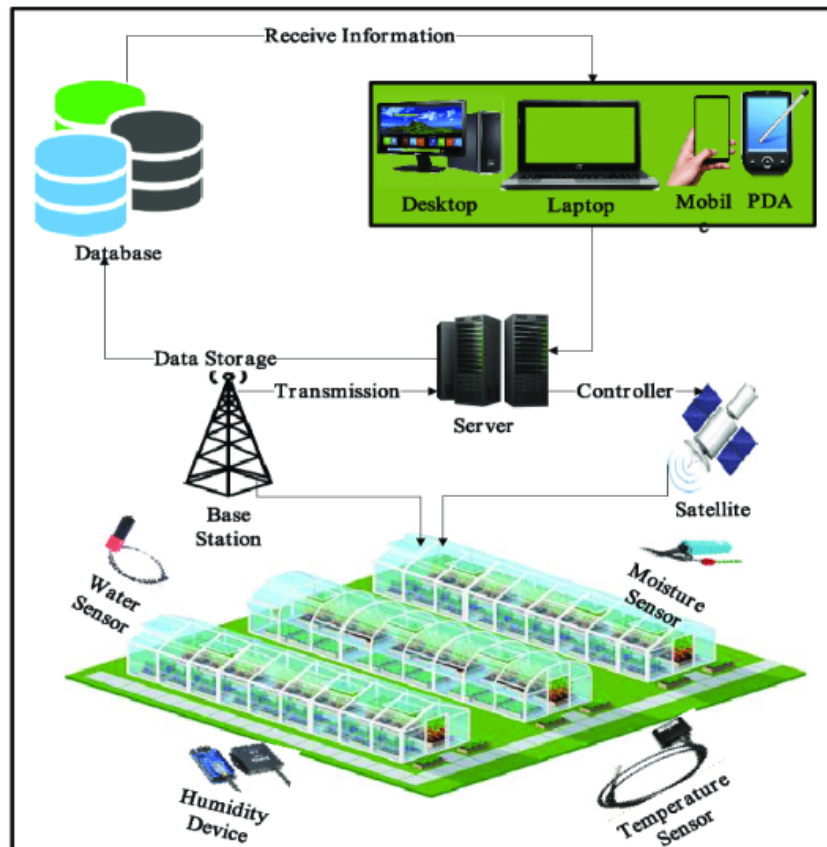 Receive Information
Desktop
Laptop
Mobil
e
PDA
Database
Data Storage
Transmission
Server
Controller
Base
Station
Satellite
Water
Sensor
Moisture
Sensor
Humidity
Device
Temperature
Sensor